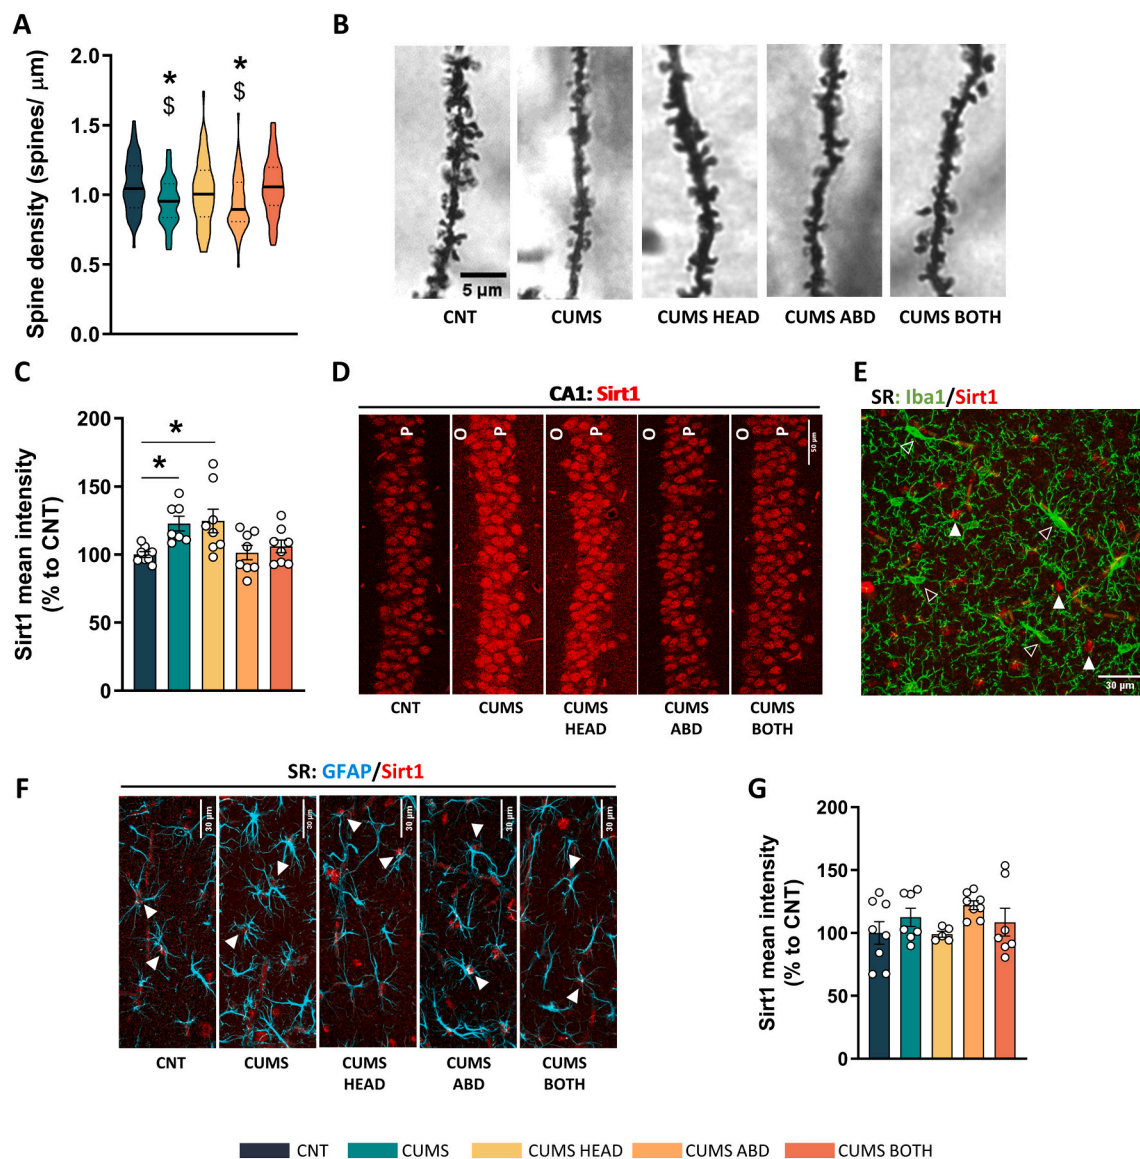 A
Spine density (spines/ μm)
2.0
1.5
1.0
0.5
0.0
*
$
*
$
B
5 μm
CNT
CUMS
CUMS HEAD
CUMS ABD
CUMS BOTH
C
Sirt1 mean intensity
(% to CNT)
200
150
100
50
0
*
*
D
CA1: Sirt1
P
O P
O P
O P
O P
50 μm
CNT
CUMS
CUMS
HEAD
CUMS
ABD
CUMS
BOTH
E
SR: Iba1/Sirt1
30 μm
F
SR: GFAP/Sirt1
30 μm
30 μm
30 μm
30 μm
30 μm
CNT
CUMS
CUMS
HEAD
CUMS
ABD
CUMS
BOTH
G
Sirt1 mean intensity
(% to CNT)
200
150
100
50
0
CNT
CUMS
CUMS HEAD
CUMS ABD
CUMS BOTH